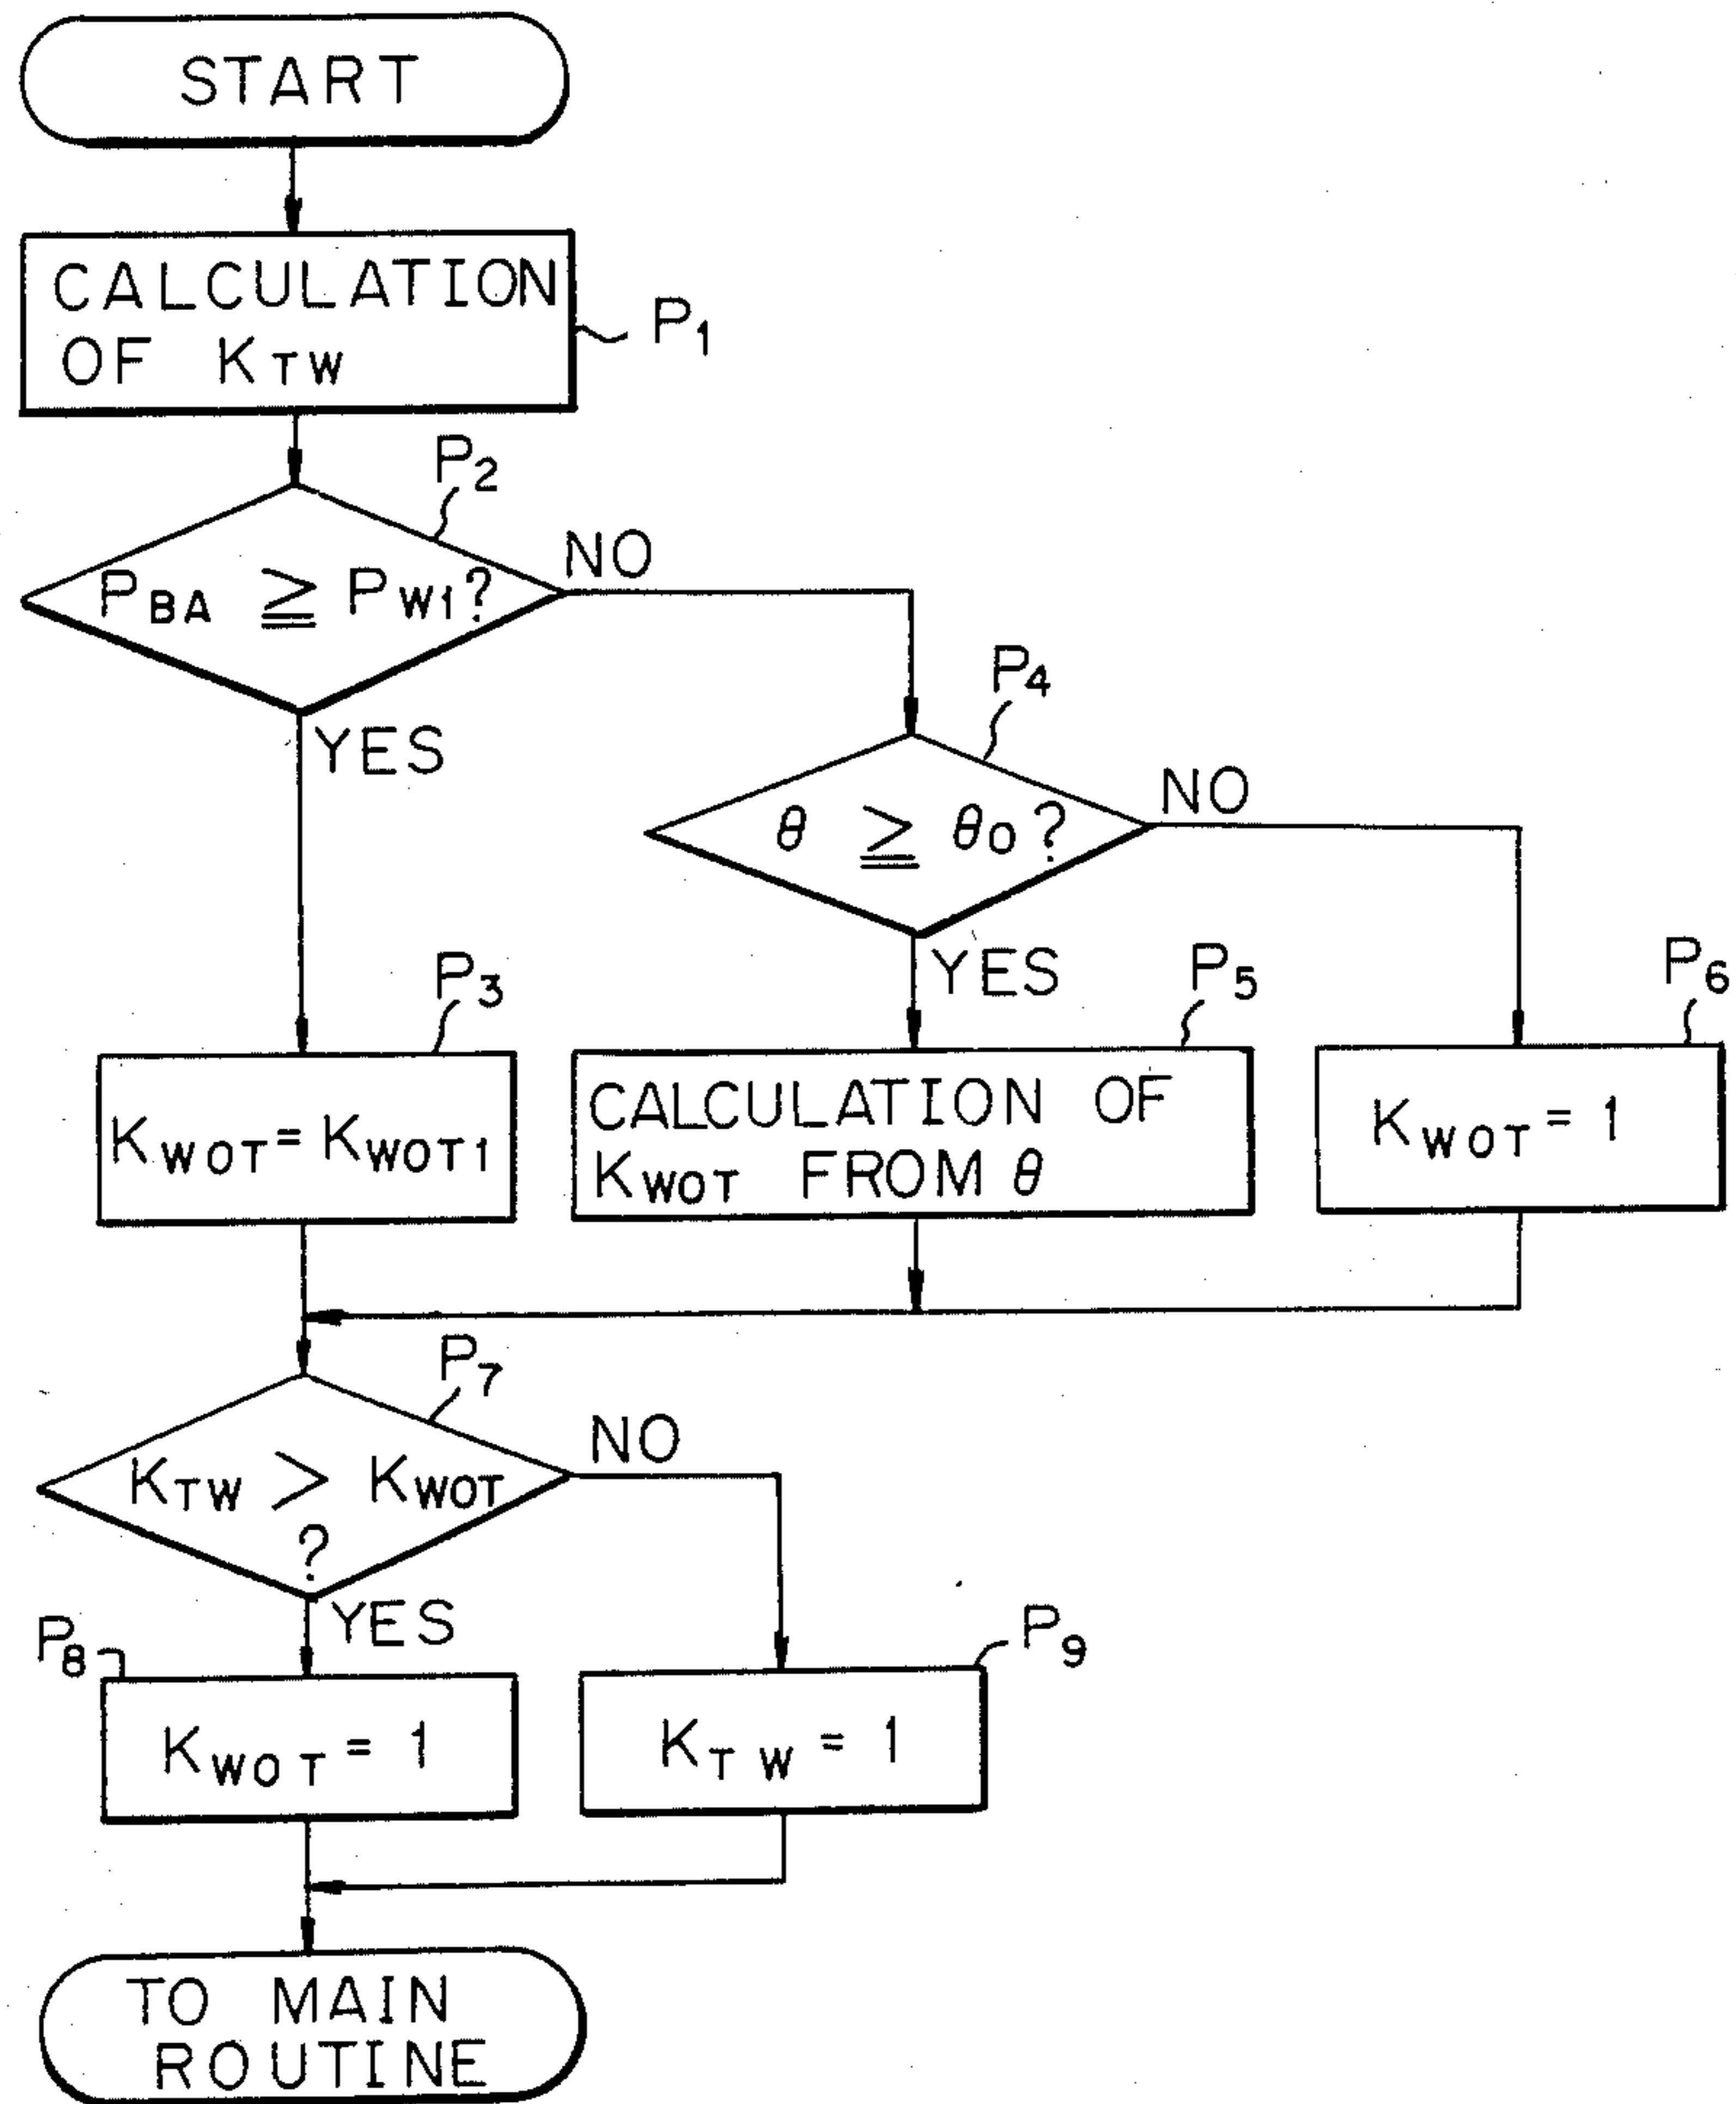 START
CALCULATION
OF KTW
P1
P2
PBA ≧ PW1?
NO
YES
P4
θ ≧ θ0?
NO
YES
P3
KWOT = KWOT1
P5
CALCULATION OF
KWOT FROM θ
P6
KWOT = 1
P7
KTW > KWOT
?
NO
YES
P8
KWOT = 1
P9
KTW = 1
TO MAIN
ROUTINE